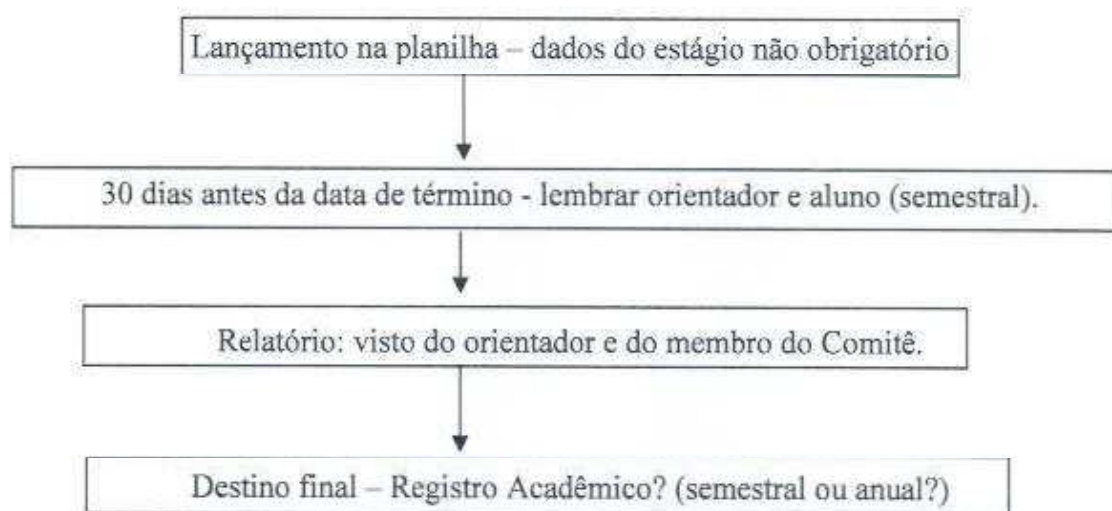 Lançamento na planilha – dados do estágio não obrigatório
30 dias antes da data de término - lembrar orientador e aluno (semestral).
Relatório: visto do orientador e do membro do Comitê.
Destino final – Registro Acadêmico? (semestral ou anual?)